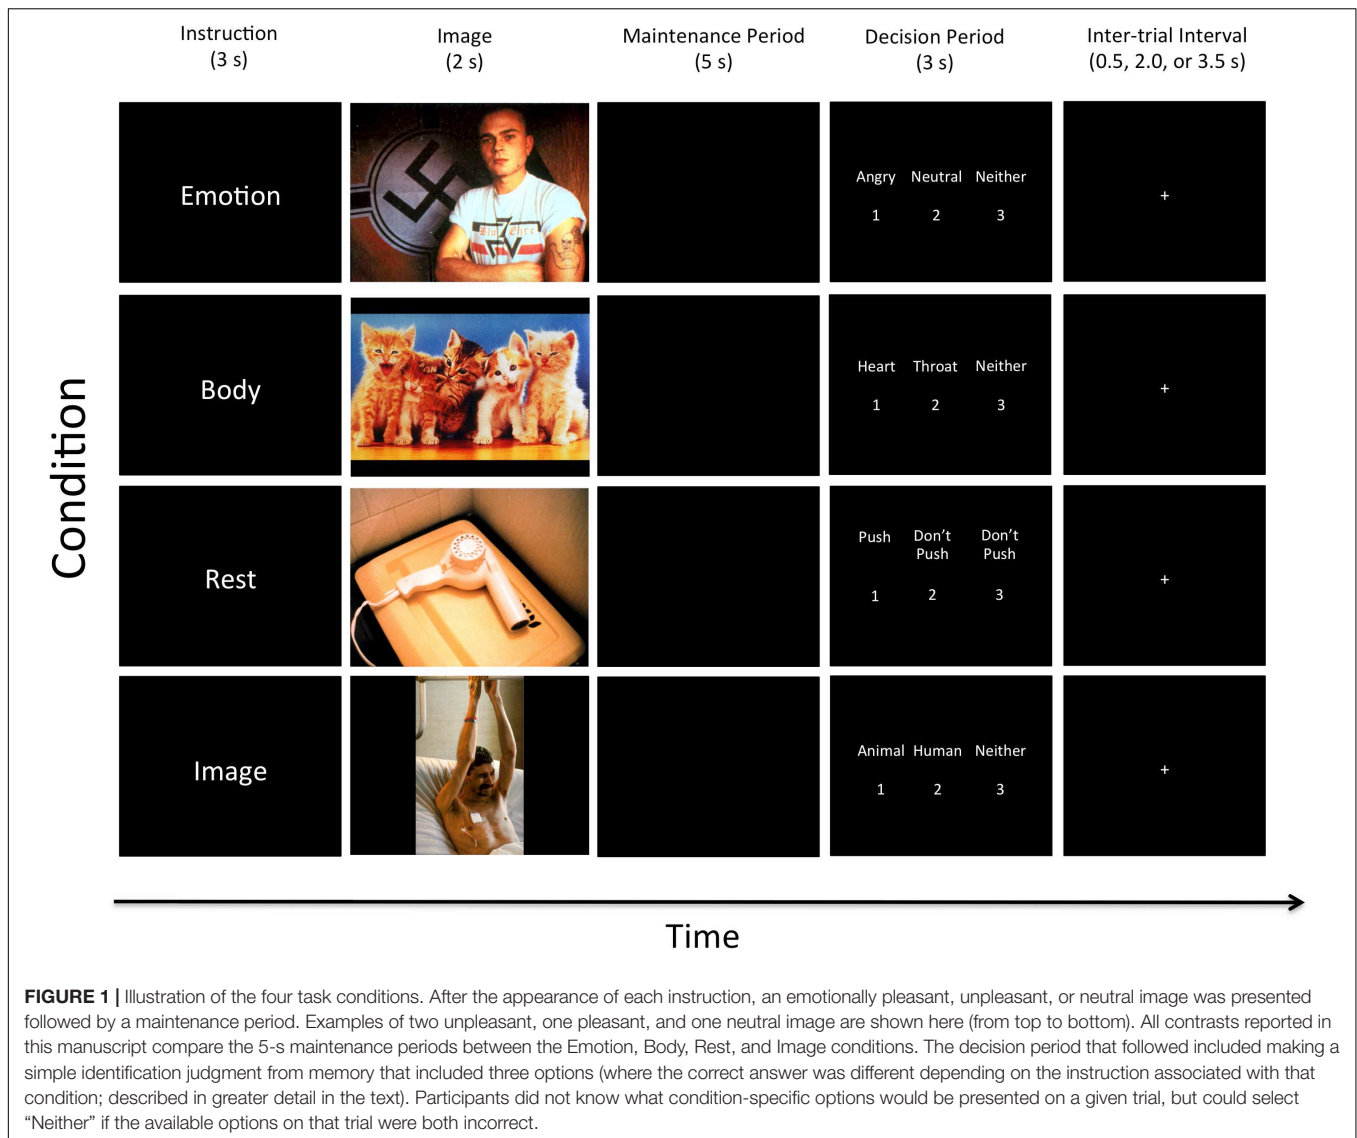 Instruction
(3 s)
Image
(2 s)
Maintenance Period
(5 s)
Decision Period
(3 s)
Inter-trial Interval
(0.5, 2.0, or 3.5 s)
Condition
Emotion
Angry Neutral Neither
1 2 3
+
Body
Heart Throat Neither
1 2 3
+
Rest
Push Don't Don't
Push Push
1 2 3
+
Image
Animal Human Neither
1 2 3
+
Time
FIGURE 1 | Illustration of the four task conditions. After the appearance of each instruction, an emotionally pleasant, unpleasant, or neutral image was presented
followed by a maintenance period. Examples of two unpleasant, one pleasant, and one neutral image are shown here (from top to bottom). All contrasts reported in
this manuscript compare the 5-s maintenance periods between the Emotion, Body, Rest, and Image conditions. The decision period that followed included making a
simple identification judgment from memory that included three options (where the correct answer was different depending on the instruction associated with that
condition; described in greater detail in the text). Participants did not know what condition-specific options would be presented on a given trial, but could select
“Neither” if the available options on that trial were both incorrect.